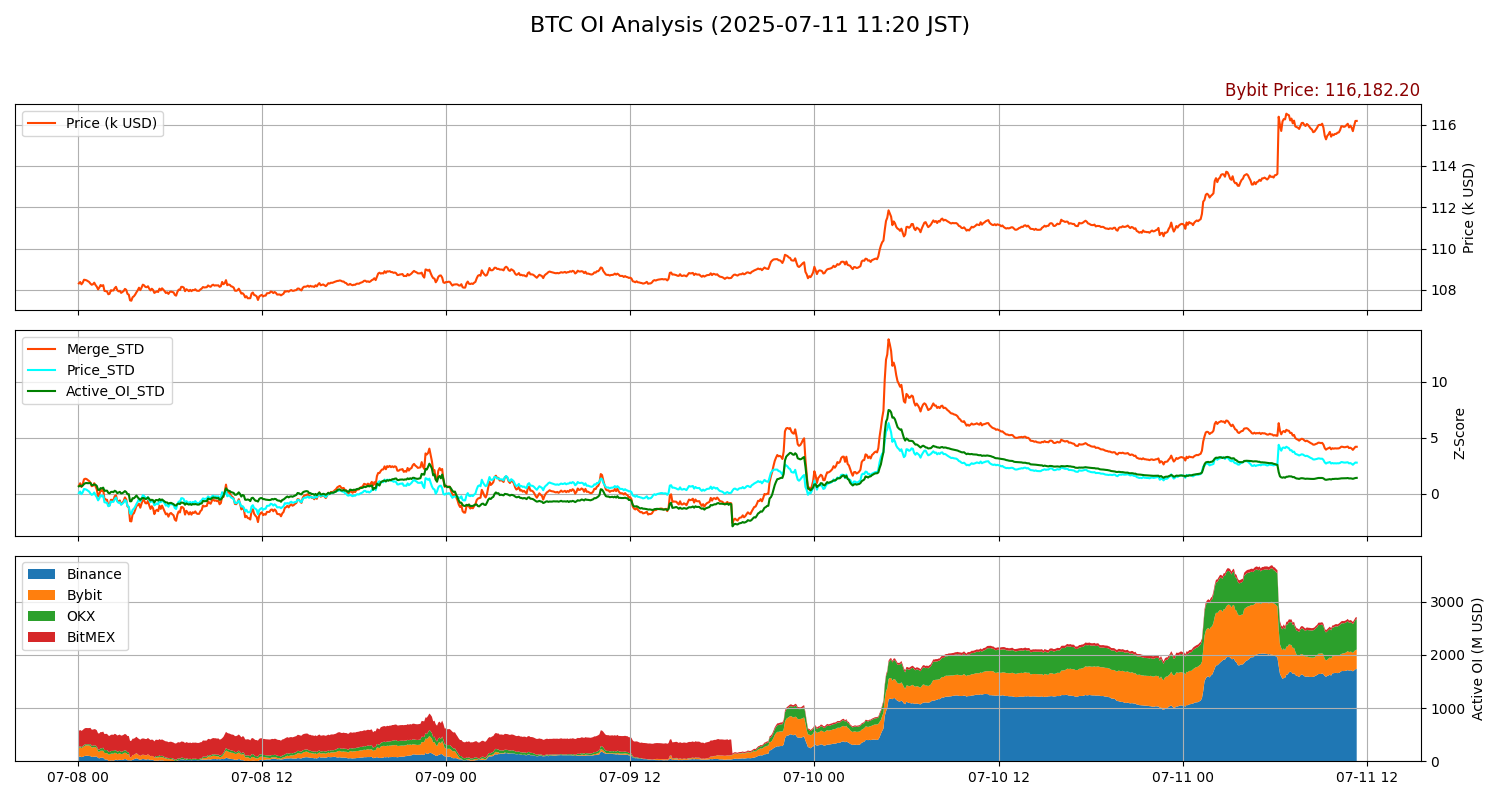 BTC OI Analysis (2025-07-11 11:20 JST)
Bybit Price: 116,182.20
Price (k USD)
116
114
112
110
108
Price (k USD)
Merge_STD
Price_STD
Active_OI_STD
10
5
0
Z-Score
Binance
Bybit
OKX
BitMEX
3000
2000
1000
0
Active OI (M USD)
07-08 00
07-08 12
07-09 00
07-09 12
07-10 00
07-10 12
07-11 00
07-11 12